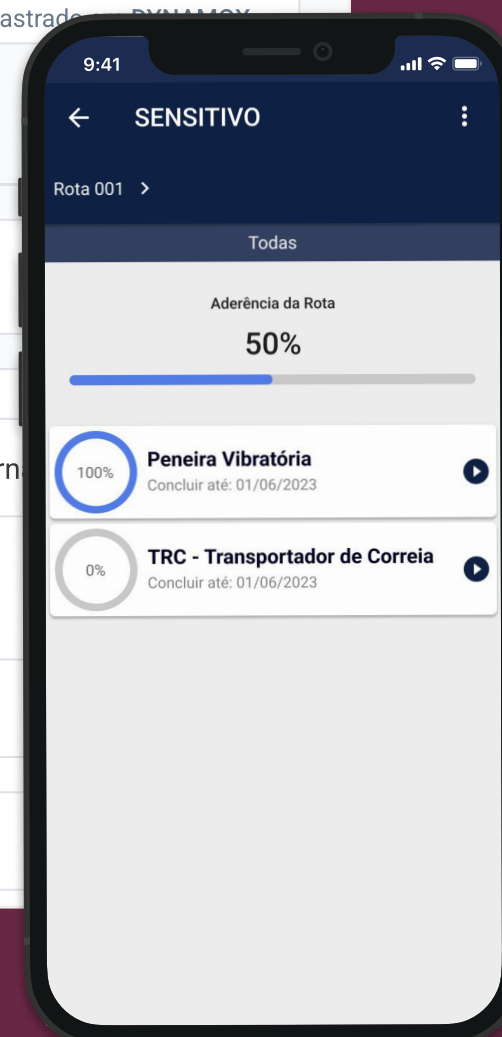 9:41
SENSITIVO
Rota 001
Todas
Aderência da Rota
50%
100%
Peneira Vibratória
Concluir até: 01/06/2023
0%
TRC - Transportador de Correia
Concluir até: 01/06/2023